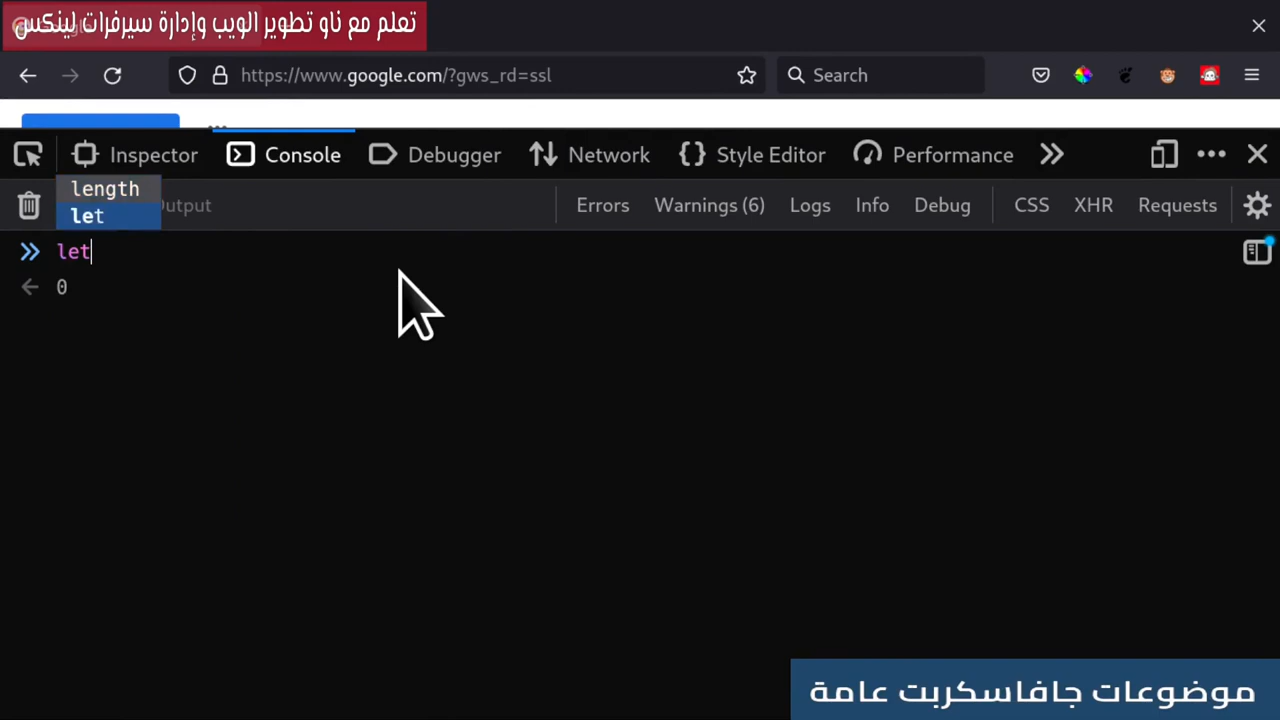 تعلم مع ناو تطوير الويب وإدارة سيرفرات لينكس
https://www.google.com/?gws_rd=ssl
Search
Inspector
Console
Debugger
Network
Style Editor
Performance
length
let
Output
Errors
Warnings (6)
Logs
Info
Debug
CSS
XHR
Requests
let
0
موضوعات جافاسكربت عامة